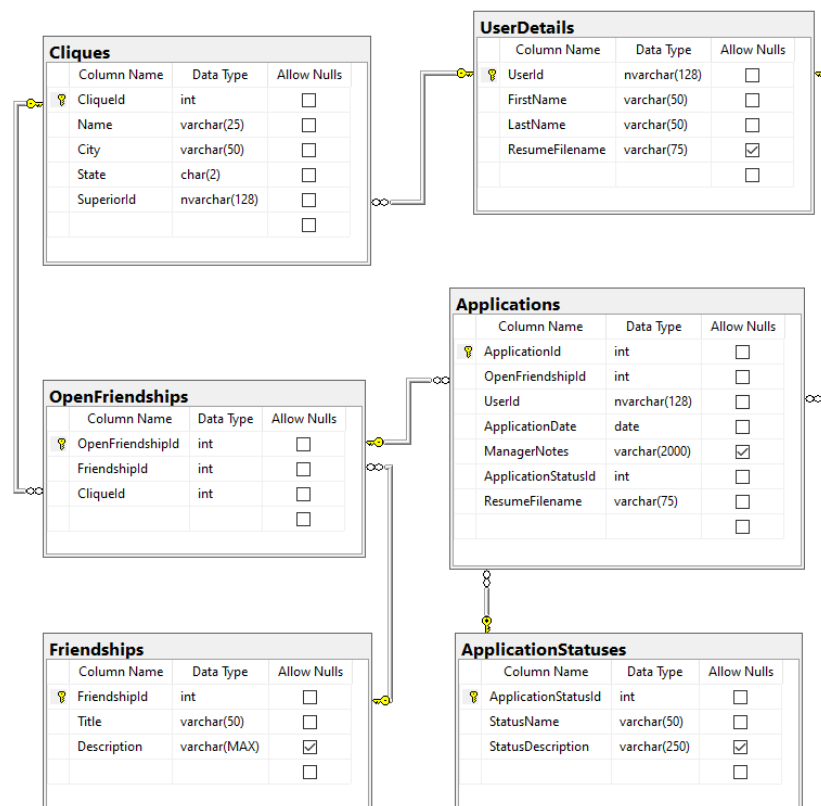 Cliques
Column Name Data Type Allow Nulls
CliqueId int
Name varchar(25)
City varchar(50)
State char(2)
SuperiorId nvarchar(128)
UserDetails
Column Name Data Type Allow Nulls
UserId nvarchar(128)
FirstName varchar(50)
LastName varchar(50)
ResumeFilename varchar(75)
Applications
Column Name Data Type Allow Nulls
ApplicationId int
OpenFriendshipId int
UserId nvarchar(128)
ApplicationDate date
ManagerNotes varchar(2000)
ApplicationStatusId int
ResumeFilename varchar(75)
OpenFriendships
Column Name Data Type Allow Nulls
OpenFriendshipId int
FriendshipId int
CliqueId int
Friendships
Column Name Data Type Allow Nulls
FriendshipId int
Title varchar(50)
Description varchar(MAX)
ApplicationStatuses
Column Name Data Type Allow Nulls
ApplicationStatusId int
StatusName varchar(50)
StatusDescription varchar(250)